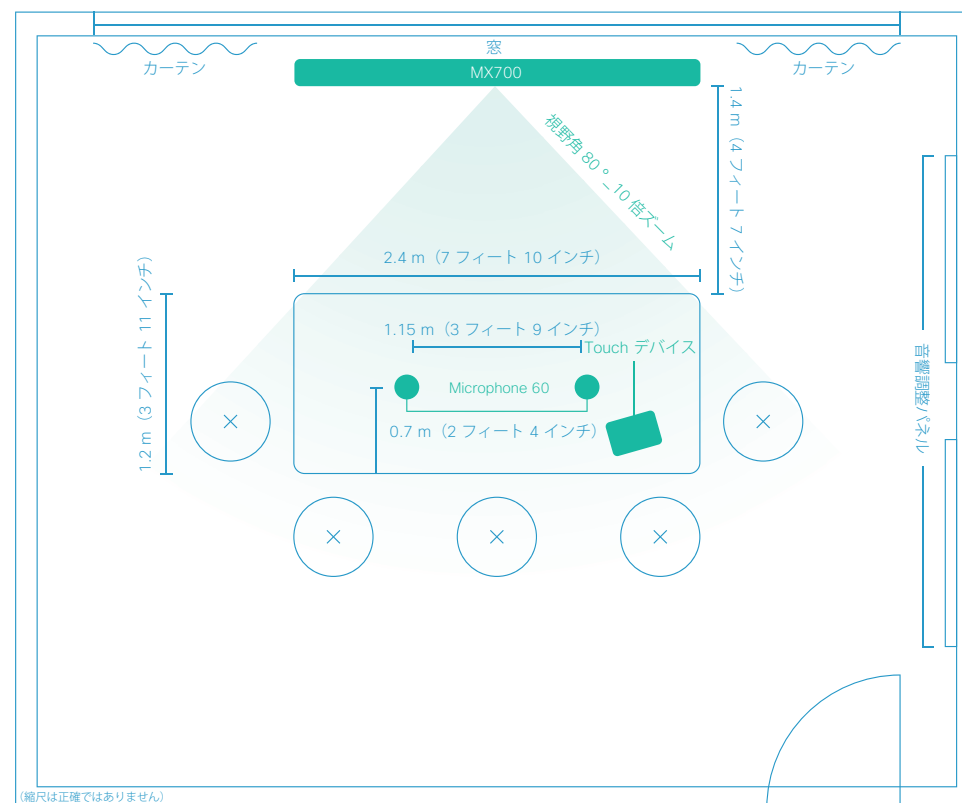 窓
カーテン
MX700
カーテン
視野角 80°_10 倍ズーム
1.4 m（4 フィート 7 インチ）
2.4 m（7 フィート 10 インチ）
1.2 m（3 フィート 11 インチ）
1.15 m（3 フィート 9 インチ）
Touch デバイス
音響調整パネル
Microphone 60
0.7 m（2 フィート 4 インチ）
（縮尺は正確ではありません）